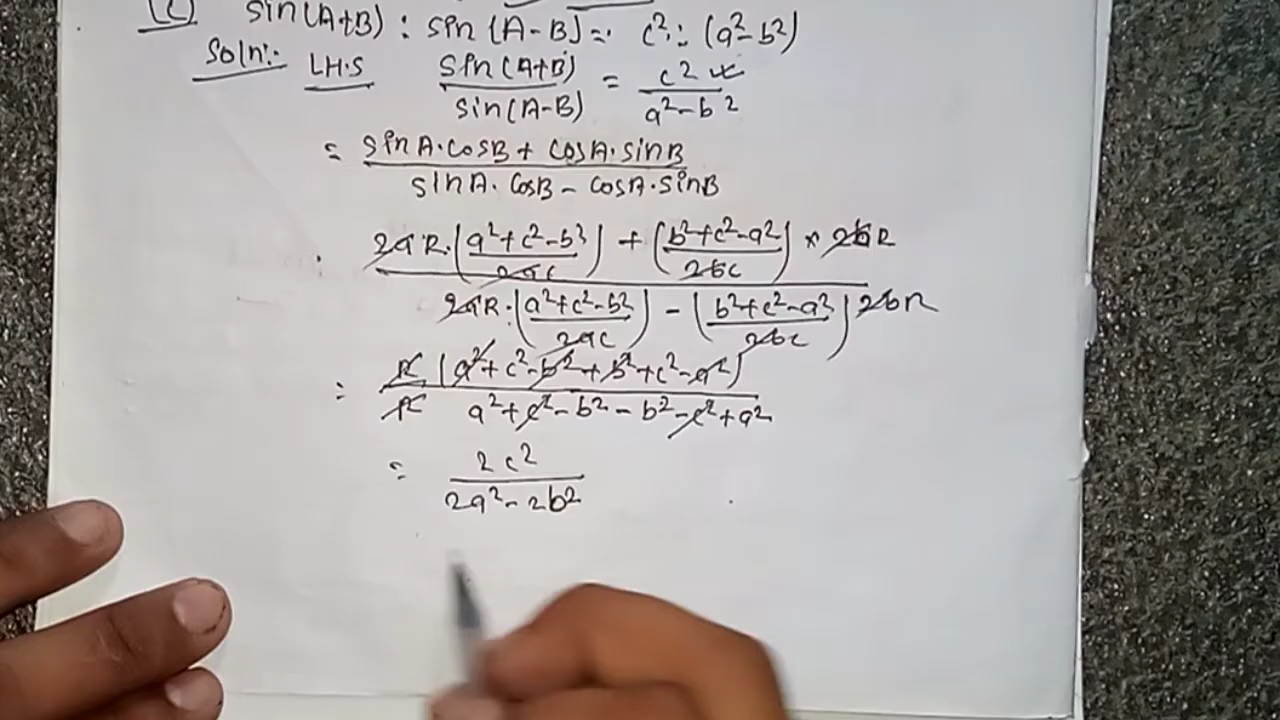 (c) sin(A+B) : sin (A-B) = c² : (a²-b²)
Soln:- LH.S sin(A+B) / sin(A-B) = c² / a²-b²
= sinA.cosB + cosA.sinB / sinA.cosB - cosA.sinB
2aR.(a²+c²-b² / 2ac) + (b²+c²-a² / 2bc) × 2bR
2aR.(a²+c²-b² / 2ac) - (b²+c²-a² / 2bc) 2bR
= R (a²+c²-b²+b²+c²-a²) / R a²+c²-b²-b²-c²+a²
= 2c² / 2a²-2b²